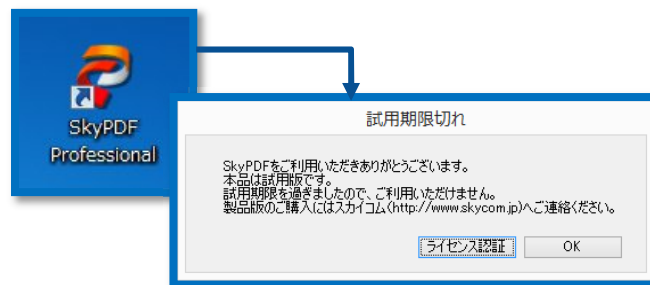 SkyPDF
Professional
試用期限切れ
SkyPDFをご利用いただきありがとうございます。
本品は試用版です。
試用期限を過ぎましたので、ご利用いただけません。
製品版のご購入にはスカイコム(http://www.skycom.jp)へご連絡ください。
ライセンス認証
OK